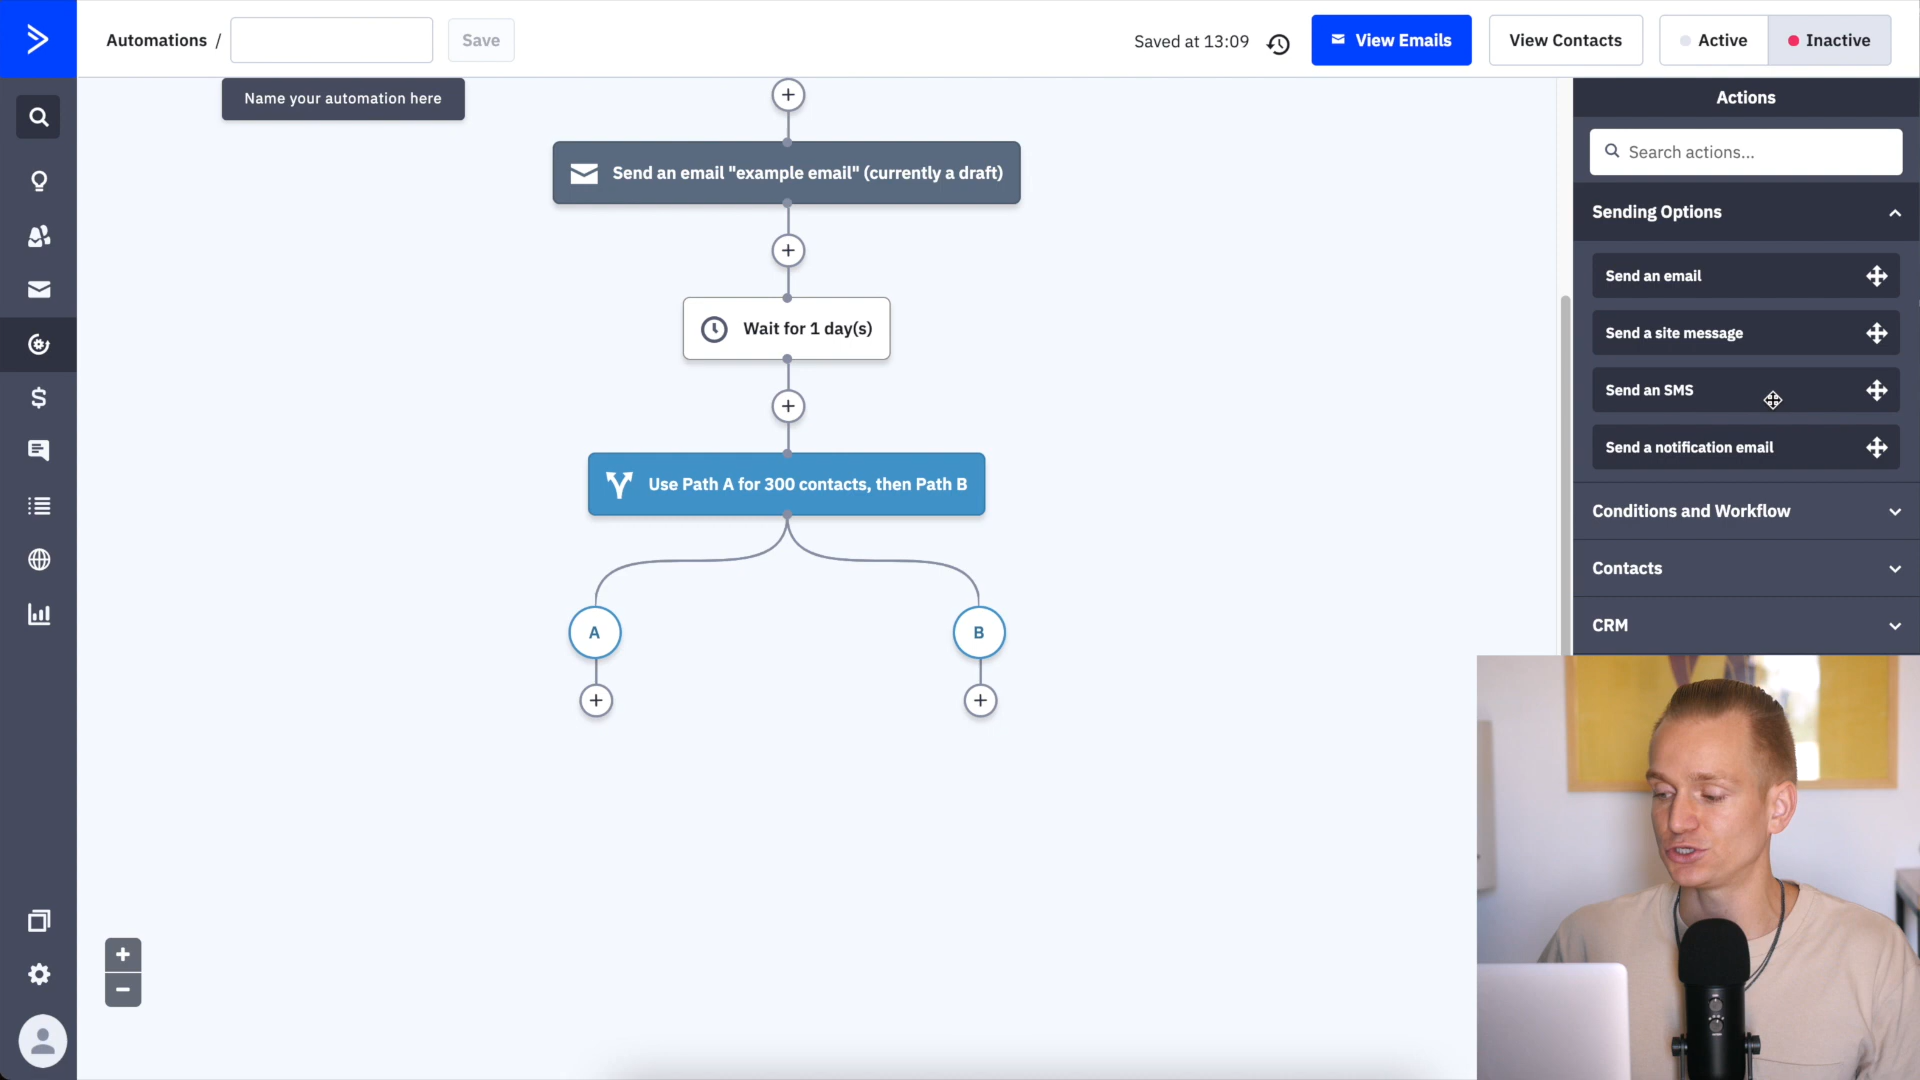 Automations /
Save
Saved at 13:09
View Emails
View Contacts
Active
Inactive
Name your automation here
Send an email "example email" (currently a draft)
Wait for 1 day(s)
Use Path A for 300 contacts, then Path B
A
B
Actions
Search actions...
Sending Options
Send an email
Send a site message
Send an SMS
Send a notification email
Conditions and Workflow
Contacts
CRM